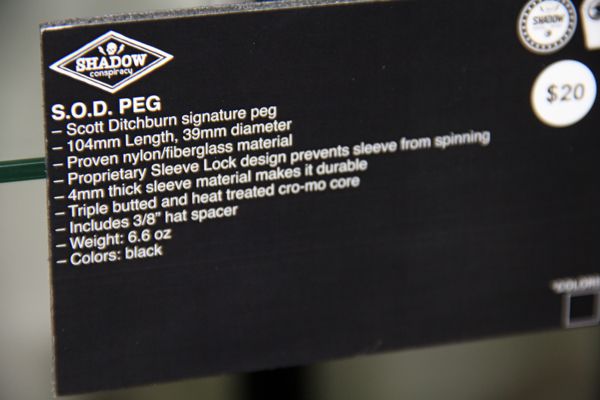 SHADOW
conspiracy
SHADOW
$20
S.O.D. PEG
– Scott Ditchburn signature peg
– 104mm Length, 39mm diameter
– Proven nylon/fiberglass material
– Proprietary Sleeve Lock design prevents sleeve from spinning
– 4mm thick sleeve material makes it durable
– Triple butted and heat treated cro-mo core
– Includes 3/8” hat spacer
– Weight: 6.6 oz
– Colors: black